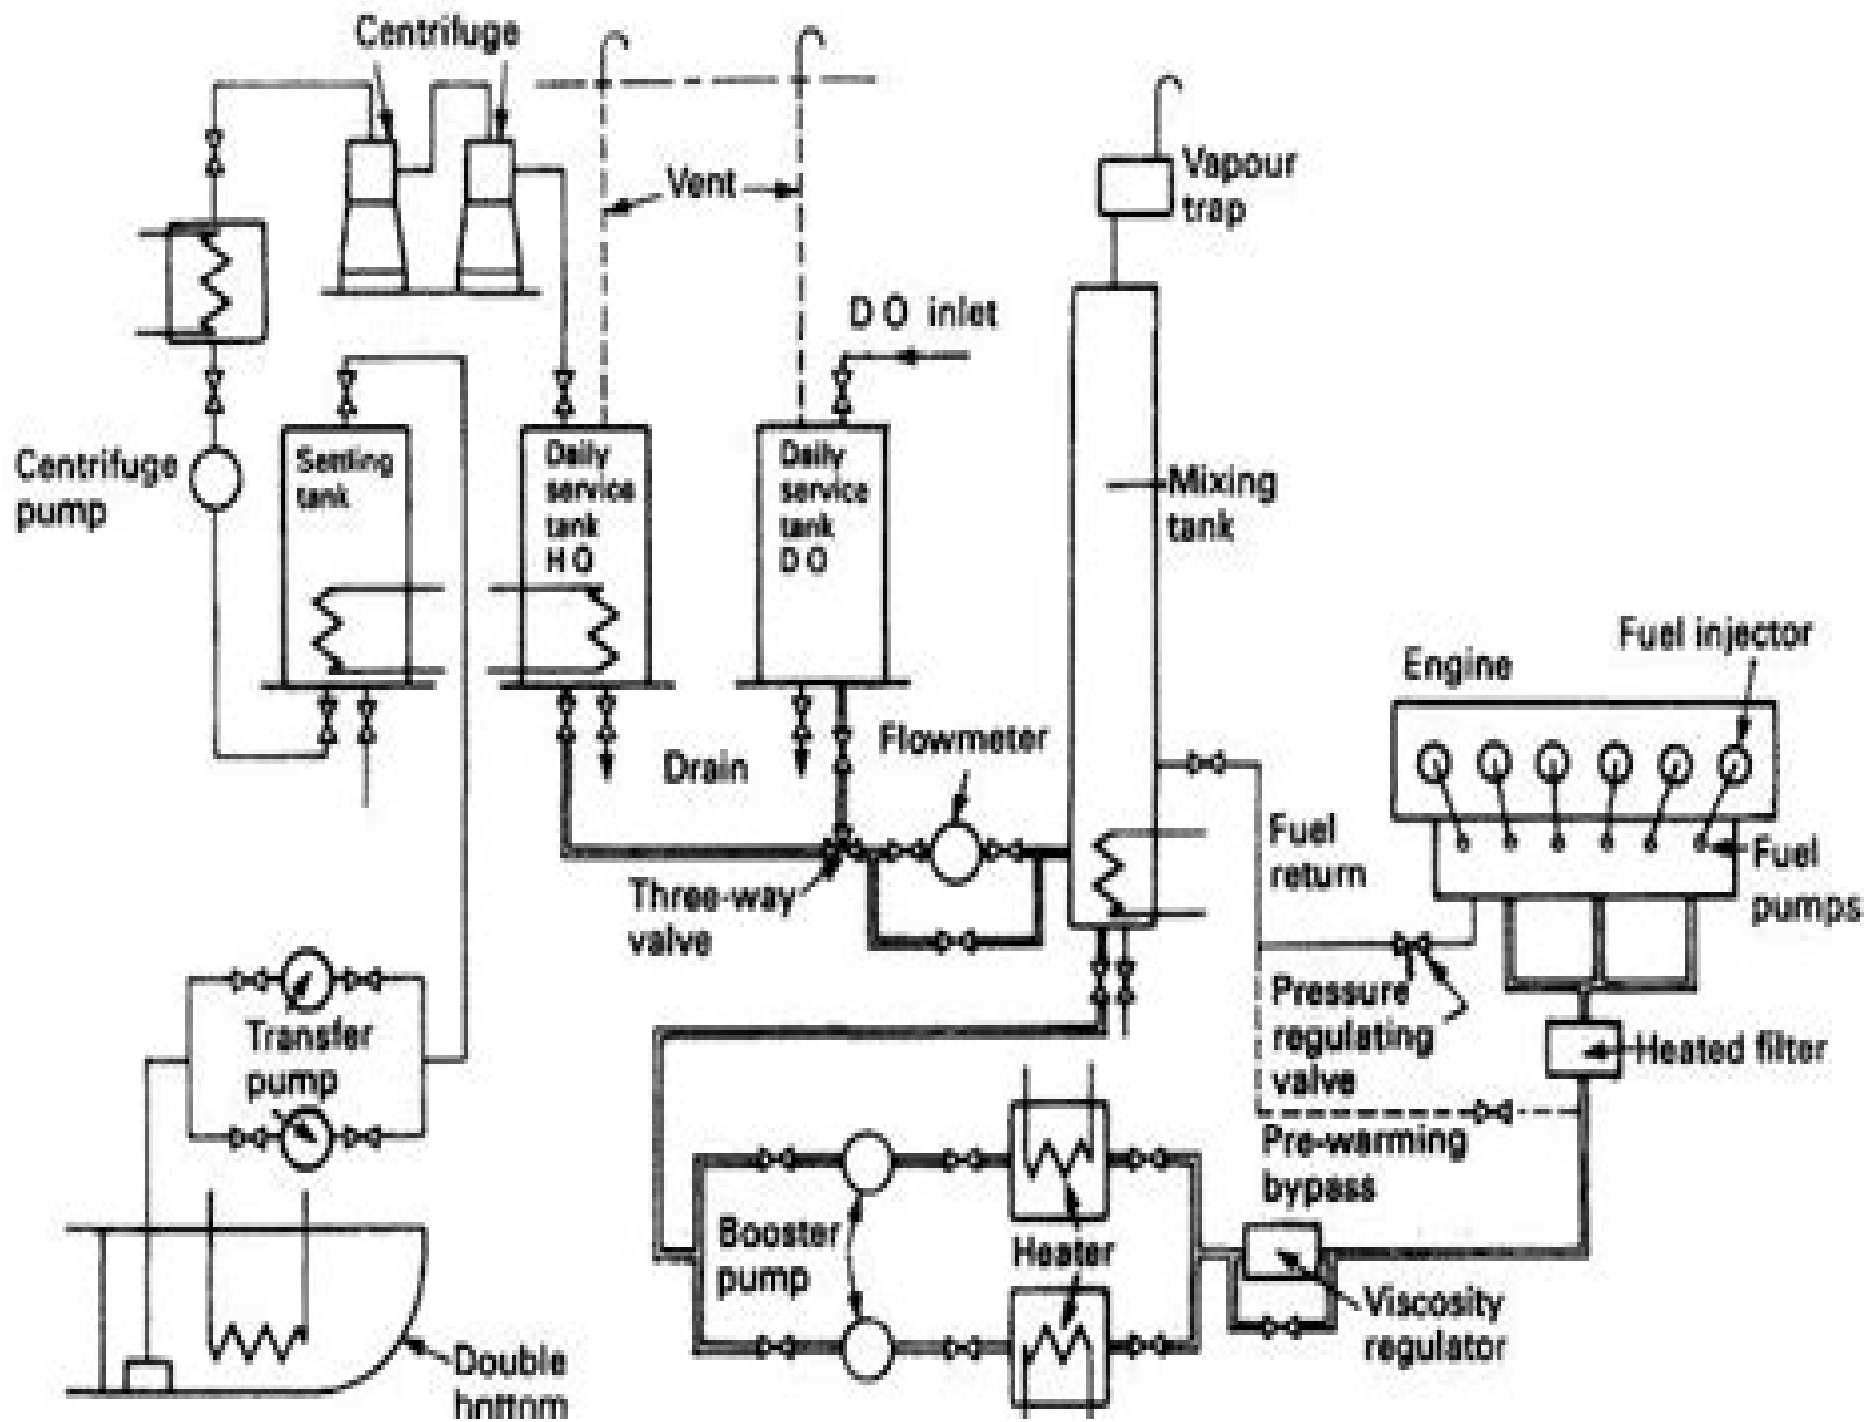 Centrifuge
Vent
Vapour
trap
D O inlet
Centrifuge
pump
Settling
tank
Daily
service
tank
H O
Daily
service
tank
D O
Mixing
tank
Fuel injector
Engine
Flowmeter
Drain
Fuel
return
Fuel
pumps
Three-way
valve
Transfer
pump
Pressure
regulating
valve
Heated filter
Pre-warming
bypass
Booster
pump
Heater
Viscosity
regulator
Double
bottom